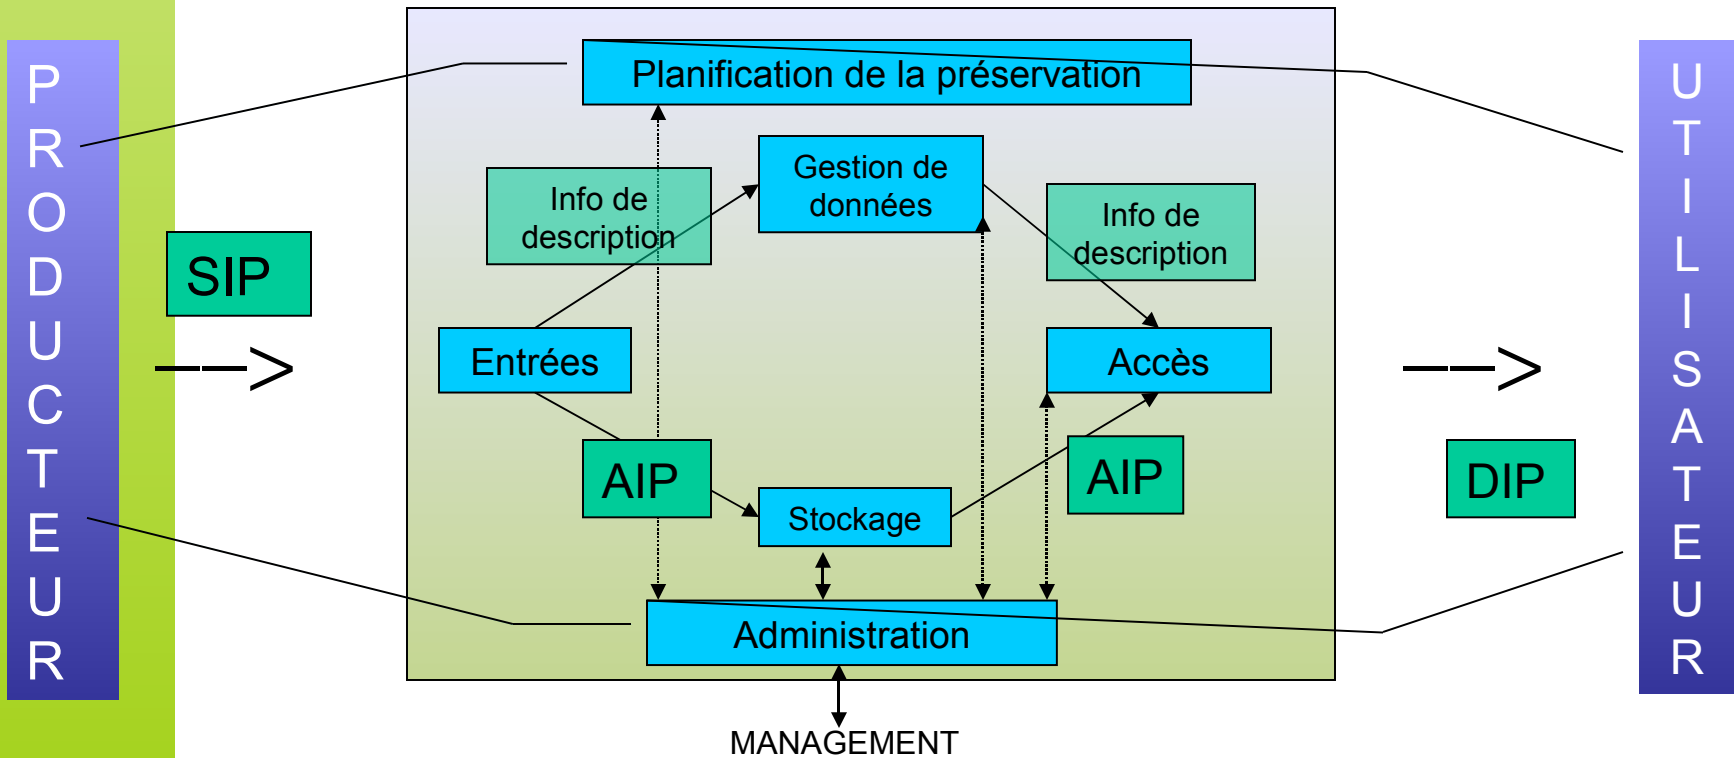 PRODUCTEUR
SIP
-->
Planification de la préservation
Gestion de
données
Info de
description
Info de
description
Entrées
Accès
AIP
AIP
Stockage
Administration
MANAGEMENT
-->
DIP
UTILISATEUR